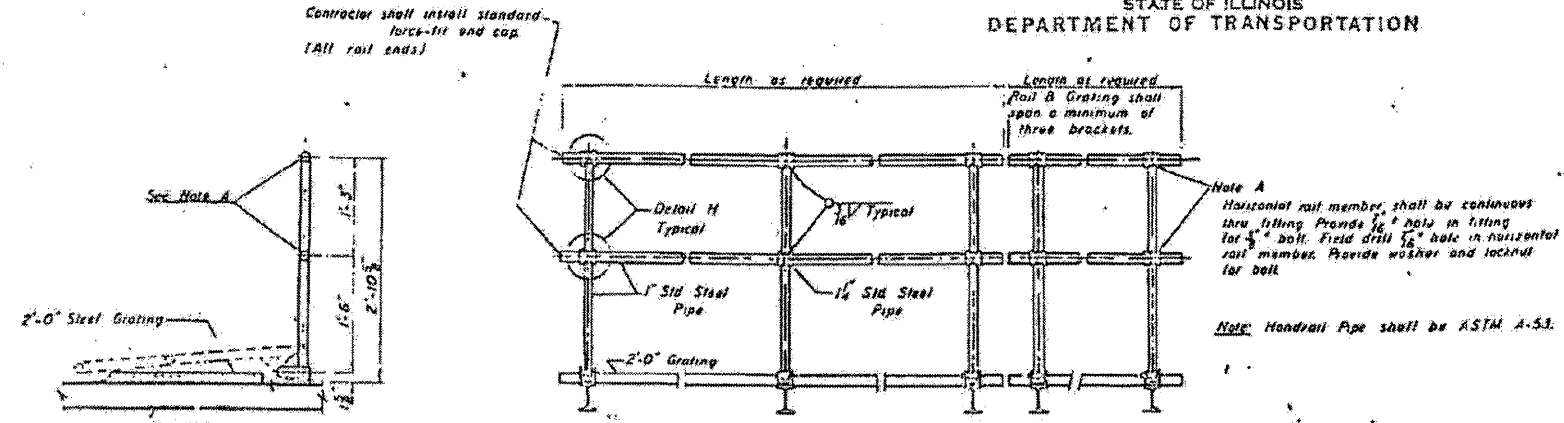 STATE OF ILLINOIS
DEPARTMENT OF TRANSPORTATION
Contractor shall install standard
force-fit end cap
(All rail ends)
Length as required
Length as required
Rail & Grating shall
span a minimum of
three brackets.
See Note A
1'-5"
1'-6"
2'-0" Steel Grating
Detail H
Typical
Typical
1" Std Steel
Pipe
Std Steel
Pipe
2'-0" Grating
Note A
Horizontal rail member shall be continuous
thru fitting Provide hole in fitting
for bolt. Field drill hole in horizontal
rail member. Provide washer and locknut
for bolt
Note: Handrail Pipe shall be ASTM A-53.